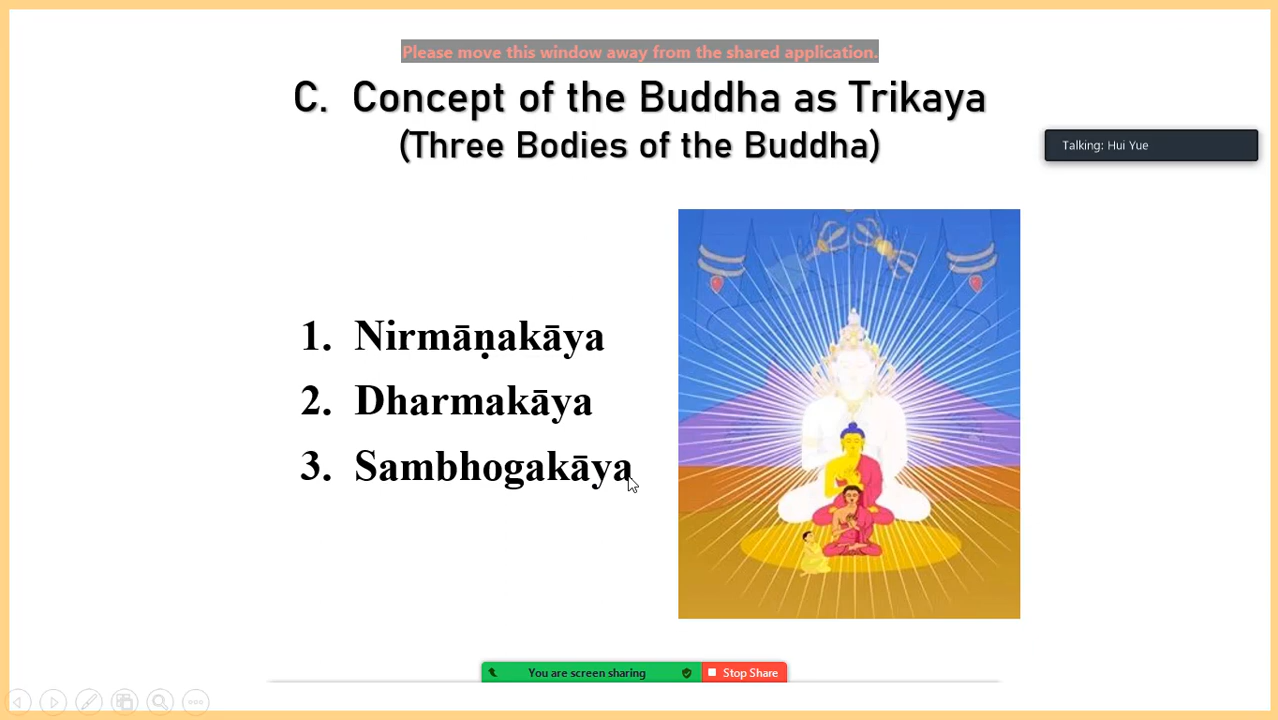 Please move this window away from the shared application.
C. Concept of the Buddha as Trikaya
(Three Bodies of the Buddha)
Talking: Hui Yue
1. Nirmāṇakāya
2. Dharmakāya
3. Sambhogakāya
You are screen sharing
Stop Share